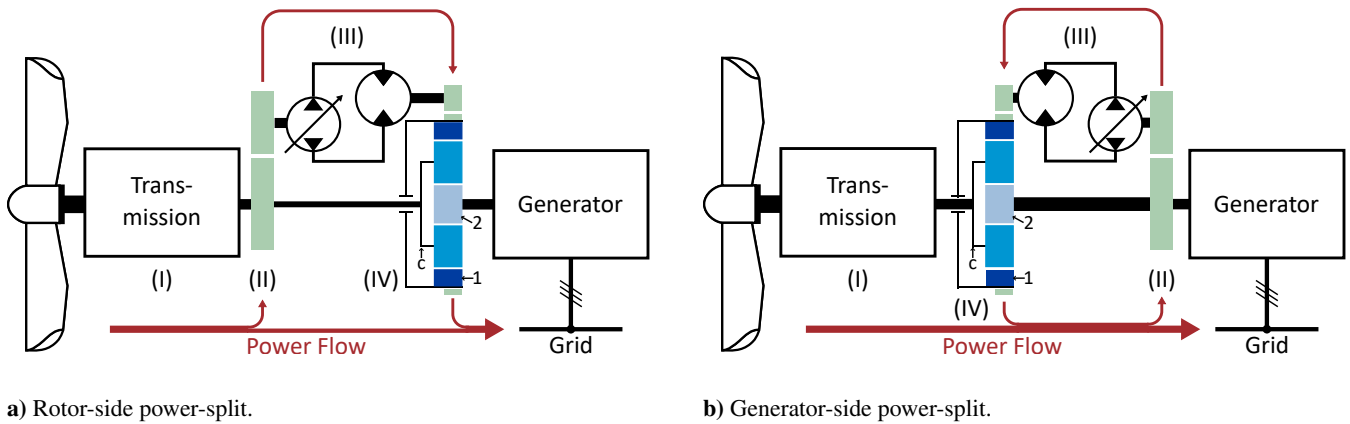 (III)
Trans-
mission
Generator
2
c
1
(I)
(II)
(IV)
Power Flow
Grid
a) Rotor-side power-split.
(III)
Trans-
mission
Generator
2
c
1
(I)
(II)
(IV)
Power Flow
Grid
b) Generator-side power-split.